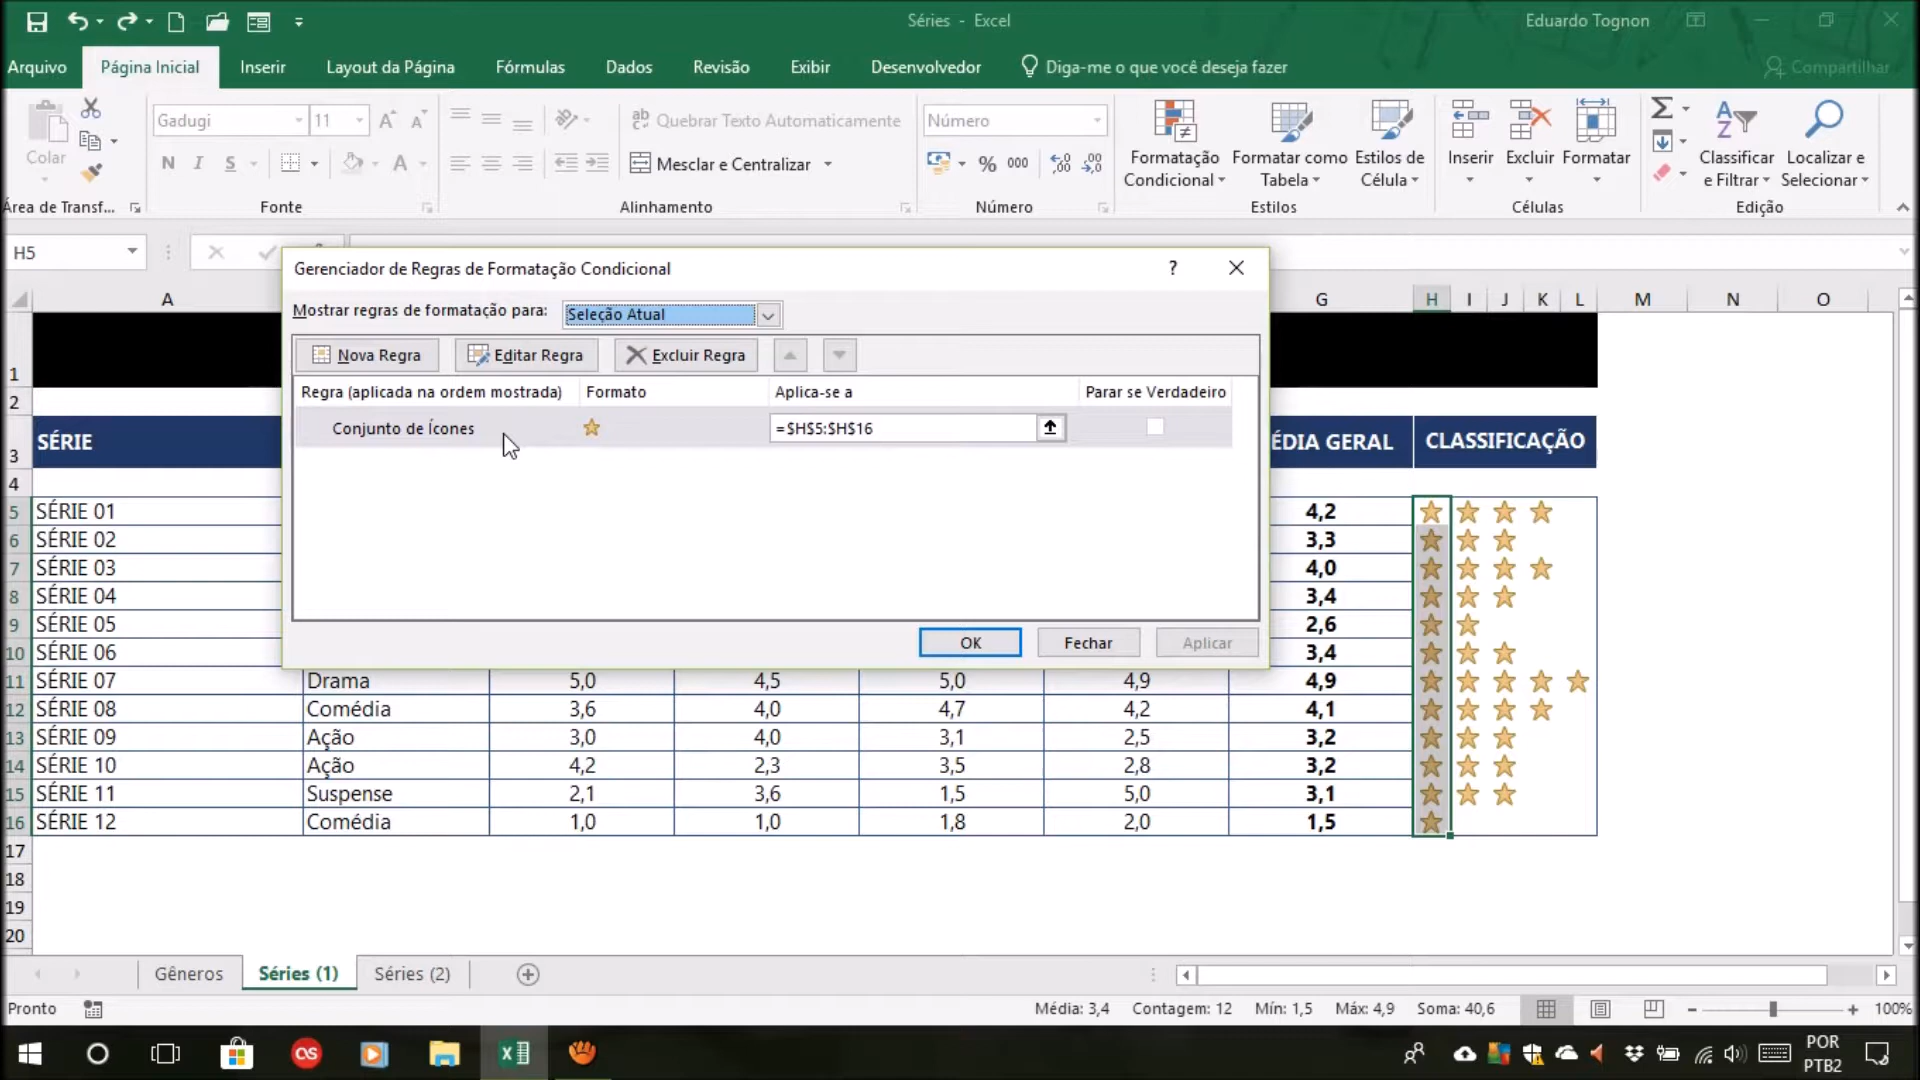 Séries - Excel
Eduardo Tognon
Arquivo Página Inicial Inserir Layout da Página Fórmulas Dados Revisão Exibir Desenvolvedor Diga-me o que você deseja fazer Compartilhar
Colar
Gadugi 11
N I S
Quebrar Texto Automaticamente
Mesclar e Centralizar
Número
% 000
Formatação Condicional
Formatar como Tabela
Estilos de Célula
Inserir Excluir Formatar
Classificar e Filtrar
Localizar e Selecionar
Área de Transf... Fonte Alinhamento Número Estilos Células Edição
H5
Gerenciador de Regras de Formatação Condicional ?
Mostrar regras de formatação para: Seleção Atual
Nova Regra Editar Regra Excluir Regra
Regra (aplicada na ordem mostrada) Formato Aplica-se a Parar se Verdadeiro
Conjunto de Ícones =$H$5:$H$16
OK Fechar Aplicar
A G H I J K L M N O
1
2
3 SÉRIE ÉDIA GERAL CLASSIFICAÇÃO
4
5 SÉRIE 01 4,2
6 SÉRIE 02 3,3
7 SÉRIE 03 4,0
8 SÉRIE 04 3,4
9 SÉRIE 05 2,6
10 SÉRIE 06 3,4
11 SÉRIE 07 Drama 5,0 4,5 5,0 4,9 4,9
12 SÉRIE 08 Comédia 3,6 4,0 4,7 4,2 4,1
13 SÉRIE 09 Ação 3,0 4,0 3,1 2,5 3,2
14 SÉRIE 10 Ação 4,2 2,3 3,5 2,8 3,2
15 SÉRIE 11 Suspense 2,1 3,6 1,5 5,0 3,1
16 SÉRIE 12 Comédia 1,0 1,0 1,8 2,0 1,5
17
18
19
20
Gêneros Séries (1) Séries (2)
Pronto Média: 3,4 Contagem: 12 Mín: 1,5 Máx: 4,9 Soma: 40,6 100%
POR
PTB2